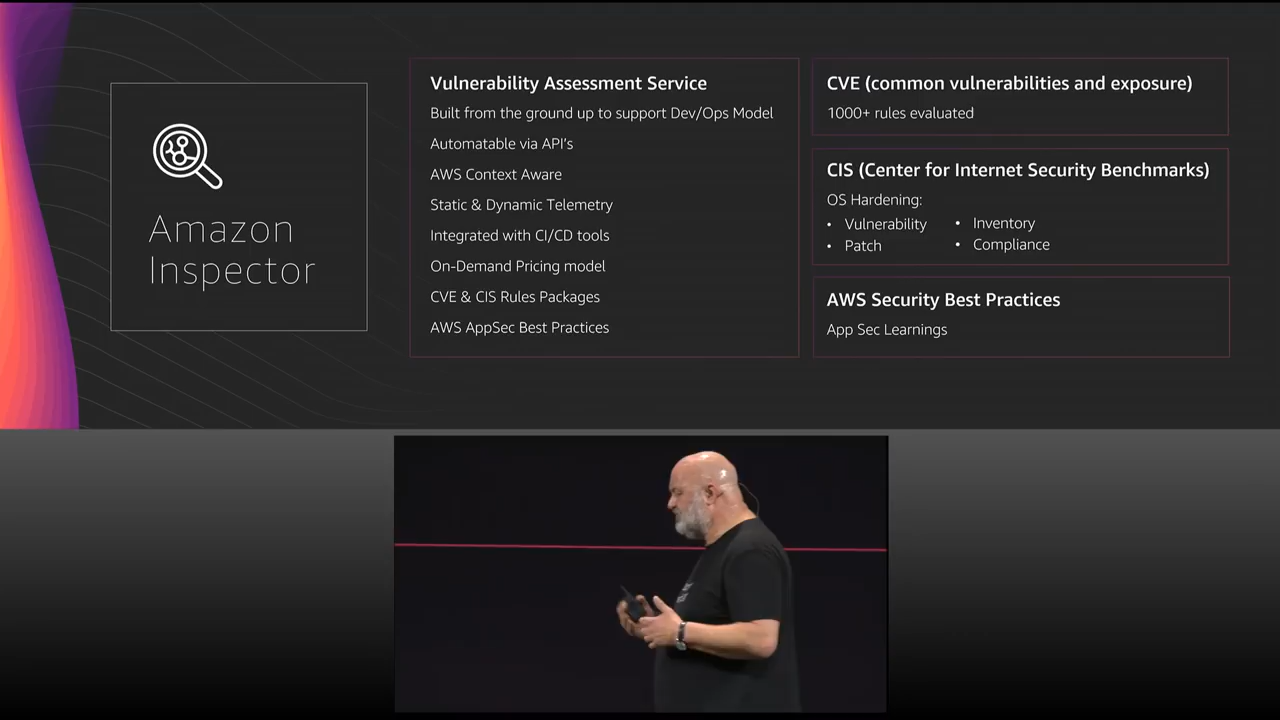 Amazon
Inspector
Vulnerability Assessment Service
Built from the ground up to support Dev/Ops Model
Automatable via API's
AWS Context Aware
Static & Dynamic Telemetry
Integrated with CI/CD tools
On-Demand Pricing model
CVE & CIS Rules Packages
AWS AppSec Best Practices
CVE (common vulnerabilities and exposure)
1000+ rules evaluated
CIS (Center for Internet Security Benchmarks)
OS Hardening:
• Vulnerability
• Patch
• Inventory
• Compliance
AWS Security Best Practices
App Sec Learnings